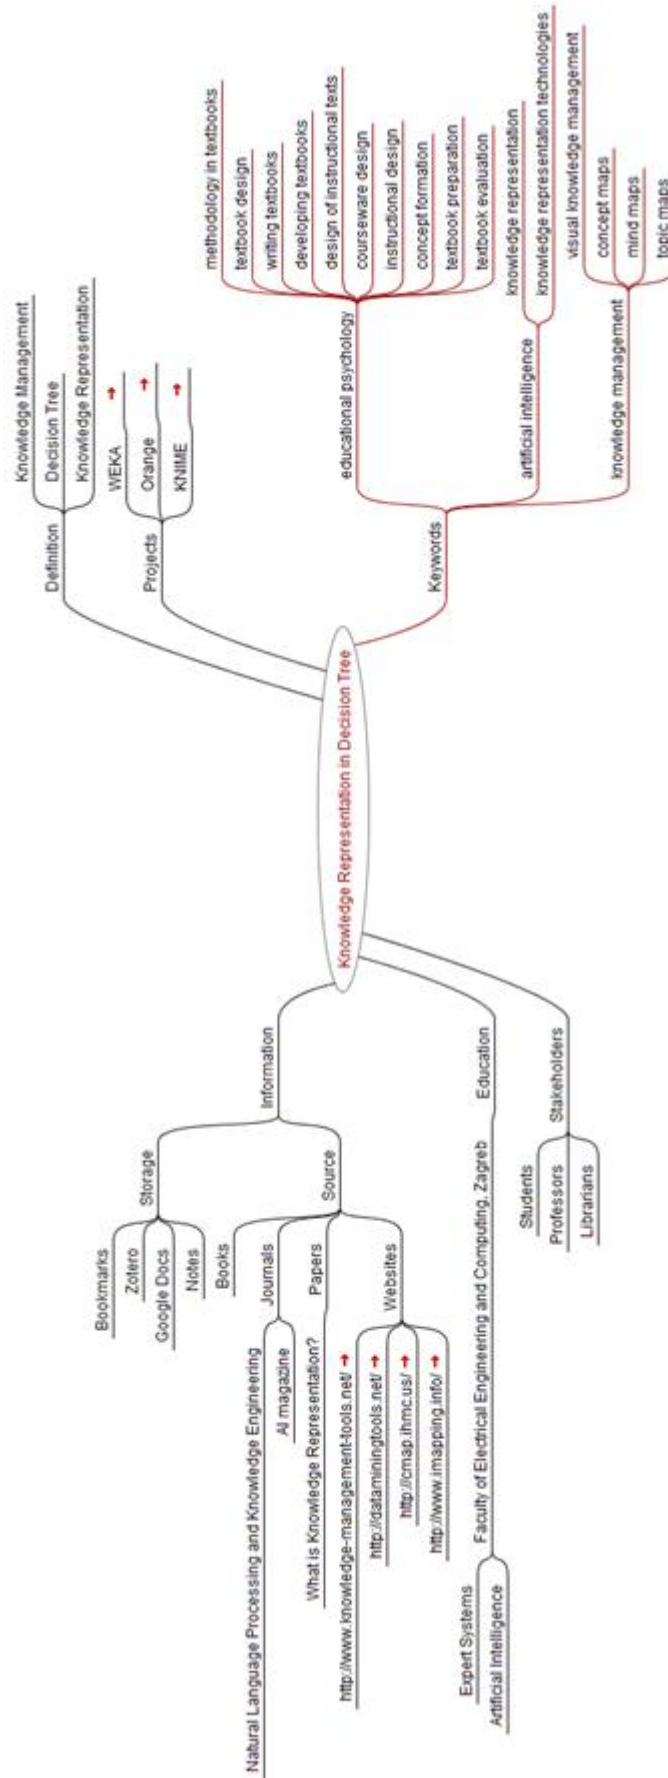 Knowledge Representation in Decision Tree
Definition
Knowledge Management
Decision Tree
Knowledge Representation
Projects
WEKA
Orange
KNIME
Keywords
educational psychology
methodology in textbooks
textbook design
writing textbooks
developing textbooks
design of instructional texts
courseware design
instructional design
concept formation
textbook preparation
textbook evaluation
artificial intelligence
knowledge representation
knowledge representation technologies
knowledge management
visual knowledge management
concept maps
mind maps
topic maps
Information
Storage
Bookmarks
Zotero
Google Docs
Notes
Source
Books
Journals
Natural Language Processing and Knowledge Engineering
AI magazine
Papers
What is Knowledge Representation?
Websites
http://www.knowledge-management-tools.net/
http://dataminingtools.net/
http://cmap.ihmc.us/
http://www.imapping.info/
Education
Faculty of Electrical Engineering and Computing, Zagreb
Expert Systems
Artificial Intelligence
Stakeholders
Students
Professors
Librarians